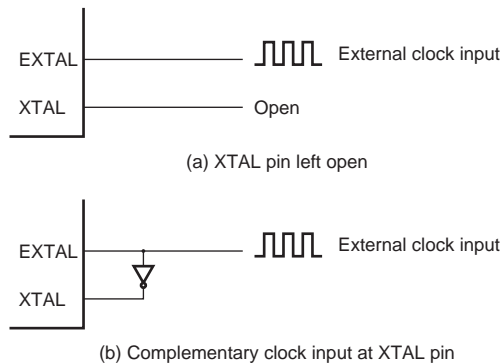 EXTAL External clock input
XTAL Open
(a) XTAL pin left open
EXTAL External clock input
XTAL
(b) Complementary clock input at XTAL pin